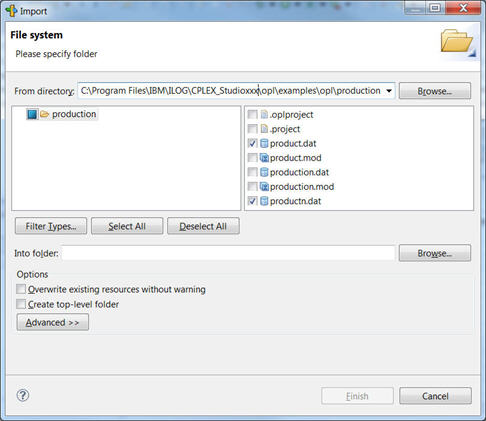 Import
File system
Please specify folder
From directory: C:\Program Files\IBM\ILOG\CPLEX_Studioxxx\opl\examples\opl\production Browse...
production
.oplproject
.project
product.dat
product.mod
production.dat
production.mod
productn.dat
Filter Types... Select All Deselect All
Into folder: Browse...
Options
Overwrite existing resources without warning
Create top-level folder
Advanced >>
? Finish Cancel